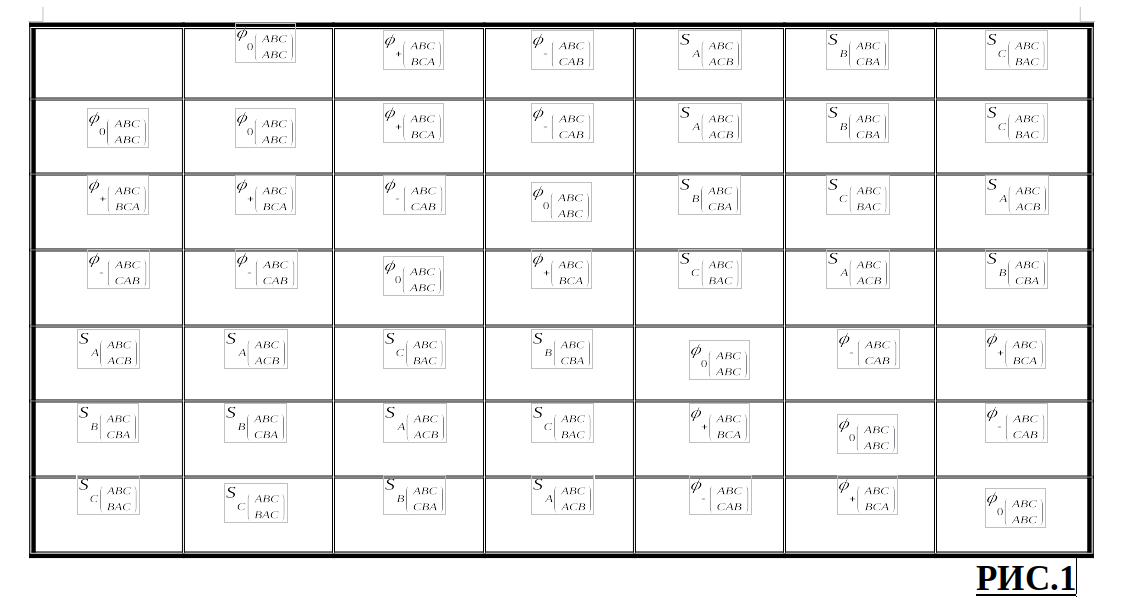 ϕ0(ABC ABC) ϕ+(ABC BCA) ϕ-(ABC CAB) SA(ABC ACB) SB(ABC CBA) SC(ABC BAC)
ϕ0(ABC ABC) ϕ0(ABC ABC) ϕ+(ABC BCA) ϕ-(ABC CAB) SA(ABC ACB) SB(ABC CBA) SC(ABC BAC)
ϕ+(ABC BCA) ϕ+(ABC BCA) ϕ-(ABC CAB) ϕ0(ABC ABC) SB(ABC CBA) SC(ABC BAC) SA(ABC ACB)
ϕ-(ABC CAB) ϕ-(ABC CAB) ϕ0(ABC ABC) ϕ+(ABC BCA) SC(ABC BAC) SA(ABC ACB) SB(ABC CBA)
SA(ABC ACB) SA(ABC ACB) SC(ABC BAC) SB(ABC CBA) ϕ0(ABC ABC) ϕ-(ABC CAB) ϕ+(ABC BCA)
SB(ABC CBA) SB(ABC CBA) SA(ABC ACB) SC(ABC BAC) ϕ+(ABC BCA) ϕ0(ABC ABC) ϕ-(ABC CAB)
SC(ABC BAC) SC(ABC BAC) SB(ABC CBA) SA(ABC ACB) ϕ-(ABC CAB) ϕ+(ABC BCA) ϕ0(ABC ABC)
РИС.1